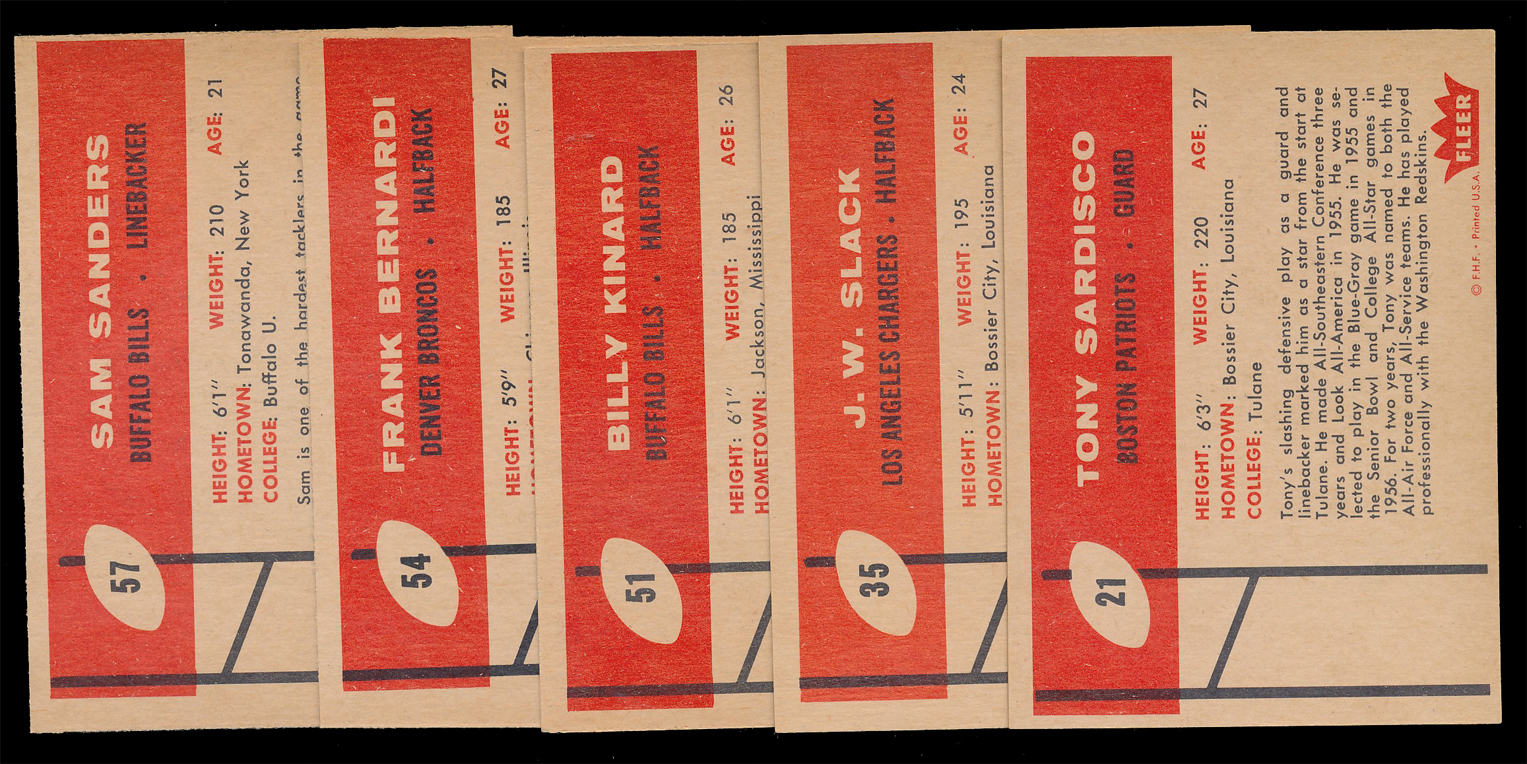 57
SAM SANDERS
BUFFALO BILLS • LINEBACKER
HEIGHT: 6'1" WEIGHT: 210 AGE: 21
HOMETOWN: Tonawanda, New York
COLLEGE: Buffalo U.
Sam is one of the hardest tacklers in the game
54
FRANK BERNARDI
DENVER BRONCOS • HALFBACK
HEIGHT: 5'9" WEIGHT: 185 AGE: 27
51
BILLY KINARD
BUFFALO BILLS • HALFBACK
HEIGHT: 6'1" WEIGHT: 185 AGE: 26
HOMETOWN: Jackson, Mississippi
35
J. W. SLACK
LOS ANGELES CHARGERS • HALFBACK
HEIGHT: 5'11" WEIGHT: 195 AGE: 24
HOMETOWN: Bossier City, Louisiana
21
TONY SARDISCO
BOSTON PATRIOTS • GUARD
HEIGHT: 6'3" WEIGHT: 220 AGE: 27
HOMETOWN: Bossier City, Louisiana
COLLEGE: Tulane
Tony's slashing defensive play as a guard and
linebacker marked him as a star from the start at
Tulane. He made All-Southeastern Conference three
years and Look All-America in 1955. He was se-
lected to play in the Blue-Gray game in 1955 and
the Senior Bowl and College All-Star games in
1956. For two years, Tony was named to both the
All-Air Force and All-Service teams. He has played
professionally with the Washington Redskins.
© F.H.F. • Printed U.S.A.
FLEER